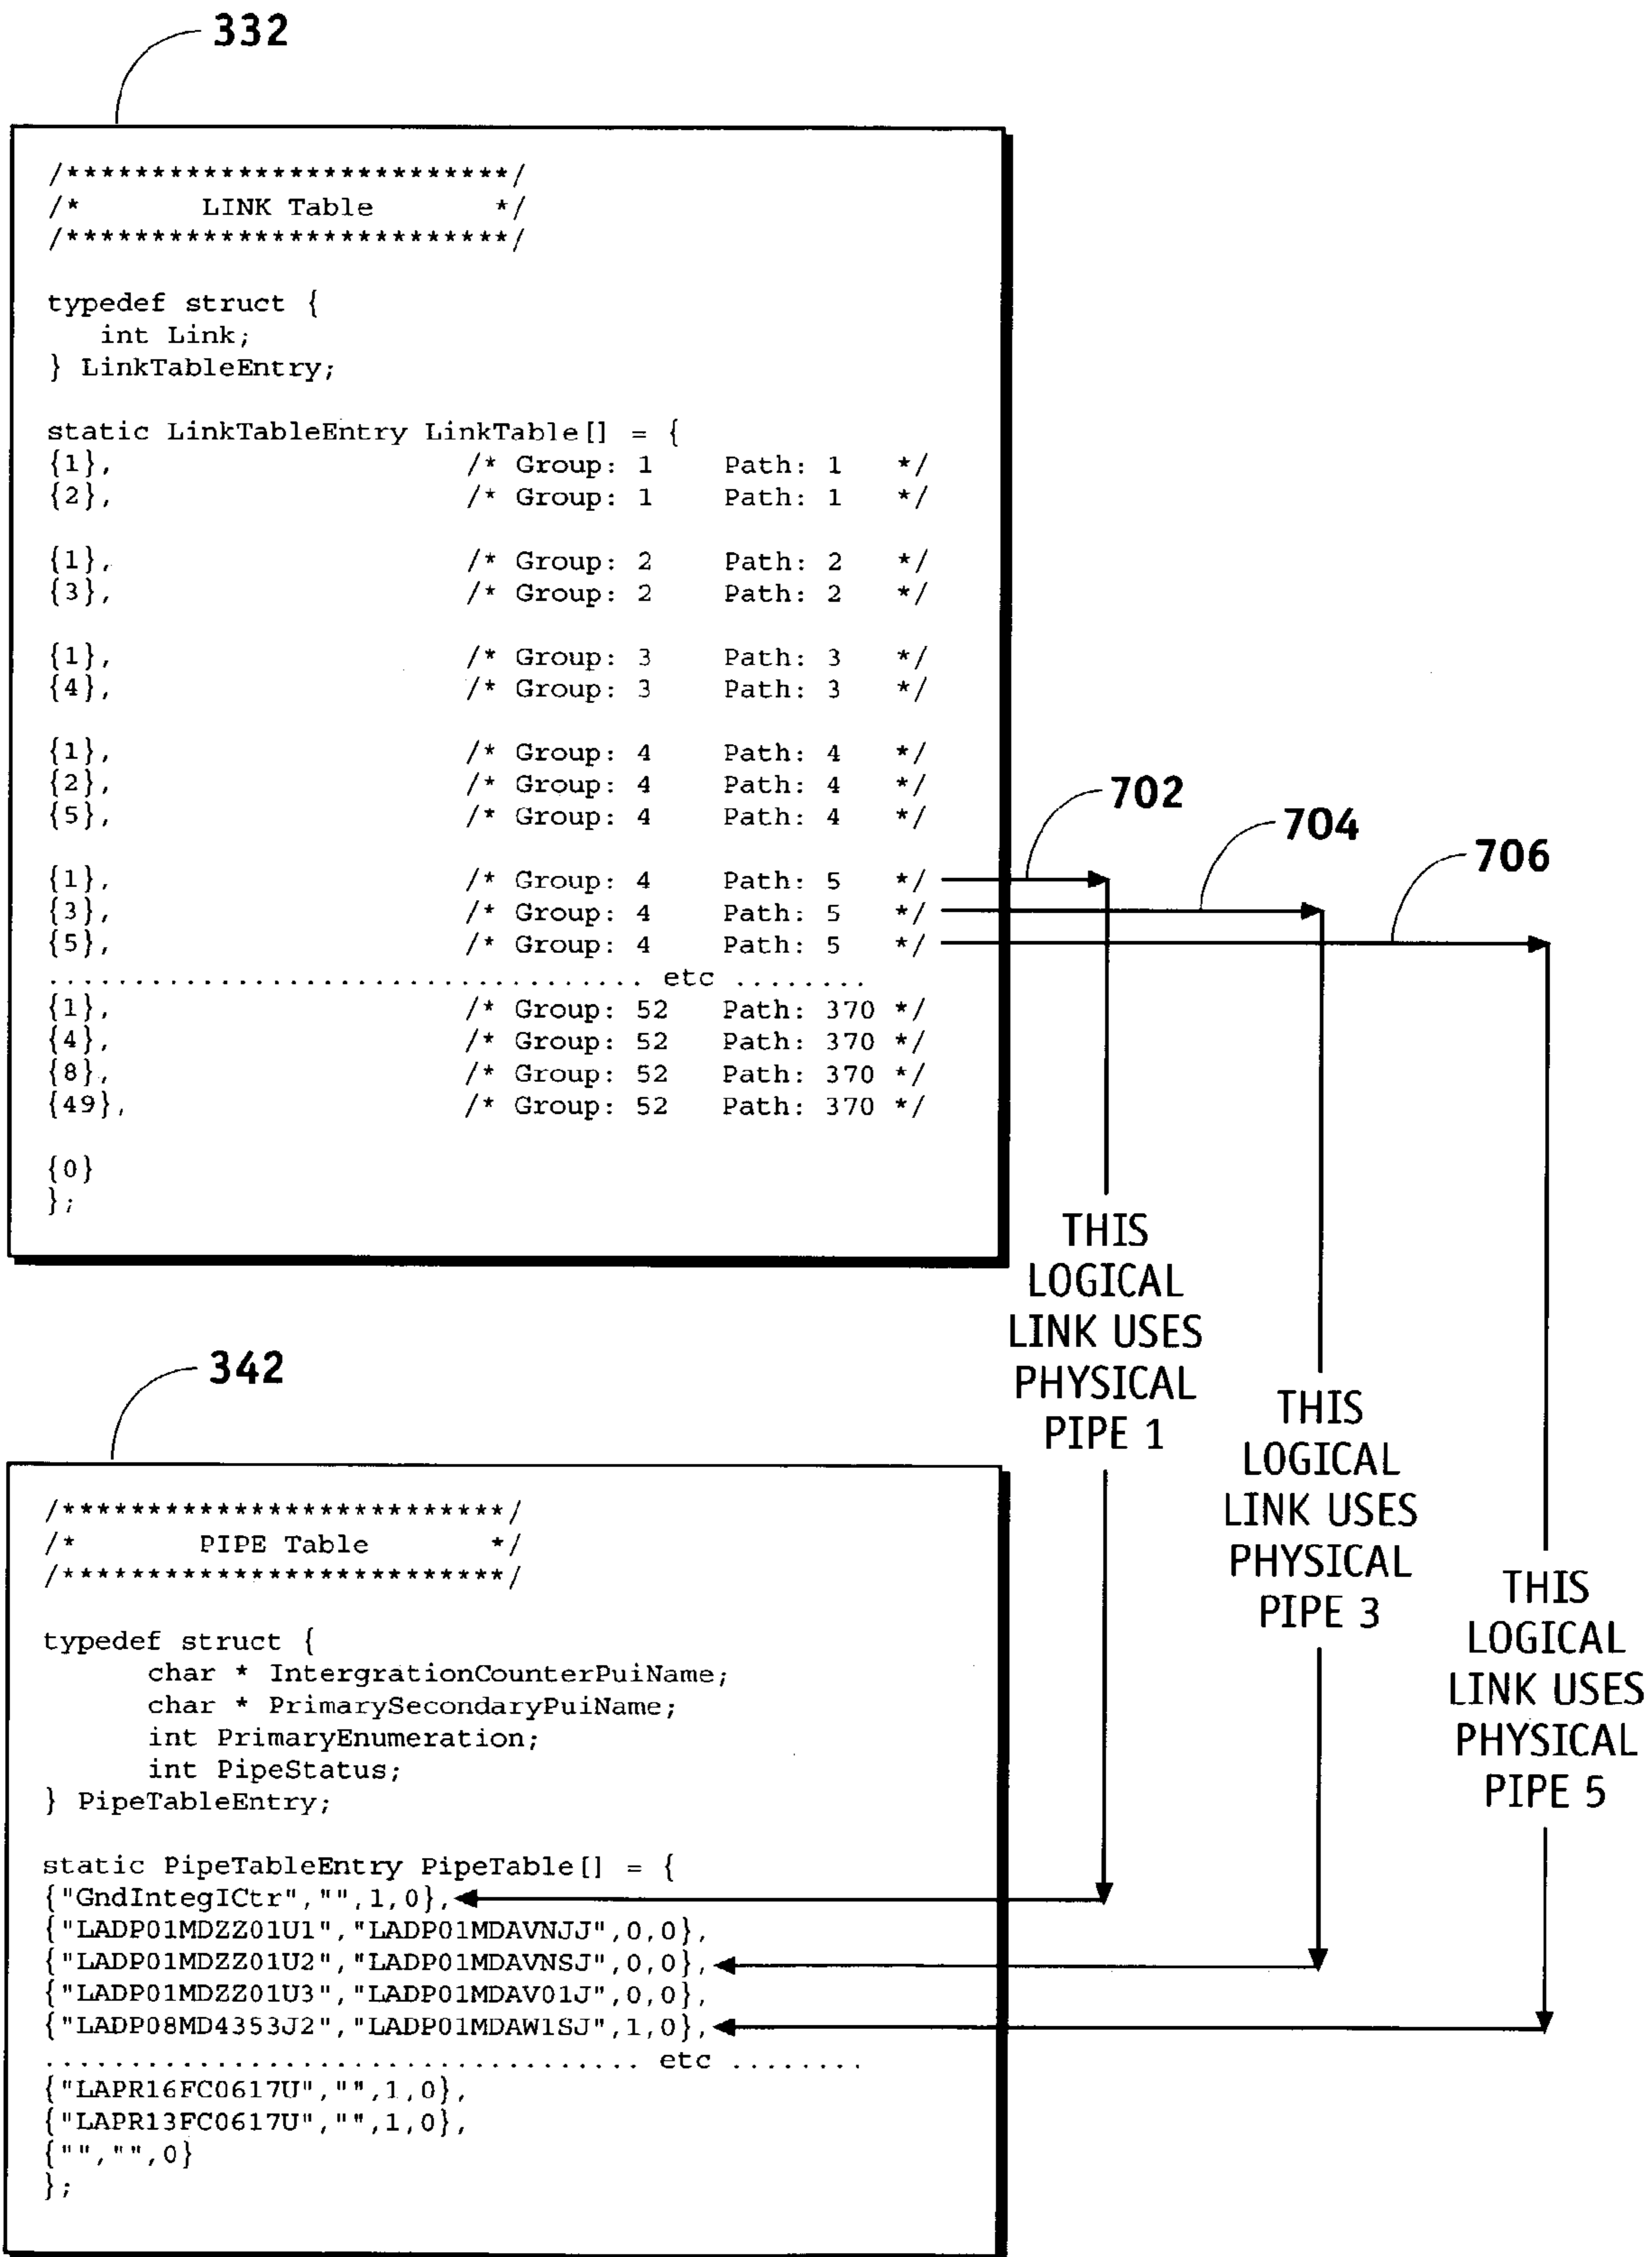 332
/**************************/
/*       LINK Table       */
/**************************/
typedef struct {
int Link;
} LinkTableEntry;
static LinkTableEntry LinkTable[] = {
{1}, /* Group: 1 Path: 1 */
{2}, /* Group: 1 Path: 1 */
{1}, /* Group: 2 Path: 2 */
{3}, /* Group: 2 Path: 2 */
{1}, /* Group: 3 Path: 3 */
{4}, /* Group: 3 Path: 3 */
{1}, /* Group: 4 Path: 4 */
{2}, /* Group: 4 Path: 4 */
{5}, /* Group: 4 Path: 4 */
{1}, /* Group: 4 Path: 5 */
{3}, /* Group: 4 Path: 5 */
{5}, /* Group: 4 Path: 5 */
................................... etc ........
{1}, /* Group: 52 Path: 370 */
{4}, /* Group: 52 Path: 370 */
{8}, /* Group: 52 Path: 370 */
{49}, /* Group: 52 Path: 370 */
{0}
};
702
704
706
THIS
LOGICAL
LINK USES
PHYSICAL
PIPE 1
THIS
LOGICAL
LINK USES
PHYSICAL
PIPE 3
THIS
LOGICAL
LINK USES
PHYSICAL
PIPE 5
342
/**************************/
/*       PIPE Table       */
/**************************/
typedef struct {
char * IntergrationCounterPuiName;
char * PrimarySecondaryPuiName;
int PrimaryEnumeration;
int PipeStatus;
} PipeTableEntry;
static PipeTableEntry PipeTable[] = {
{"GndIntegICtr","",1,0},
{"LADP01MDZZ01U1","LADP01MDAVNJJ",0,0},
{"LADP01MDZZ01U2","LADP01MDAVNSJ",0,0},
{"LADP01MDZZ01U3","LADP01MDAV01J",0,0},
{"LADP08MD4353J2","LADP01MDAW1SJ",1,0},
................................... etc ........
{"LAPR16FC0617U","",1,0},
{"LAPR13FC0617U","",1,0},
{"","",0}
};